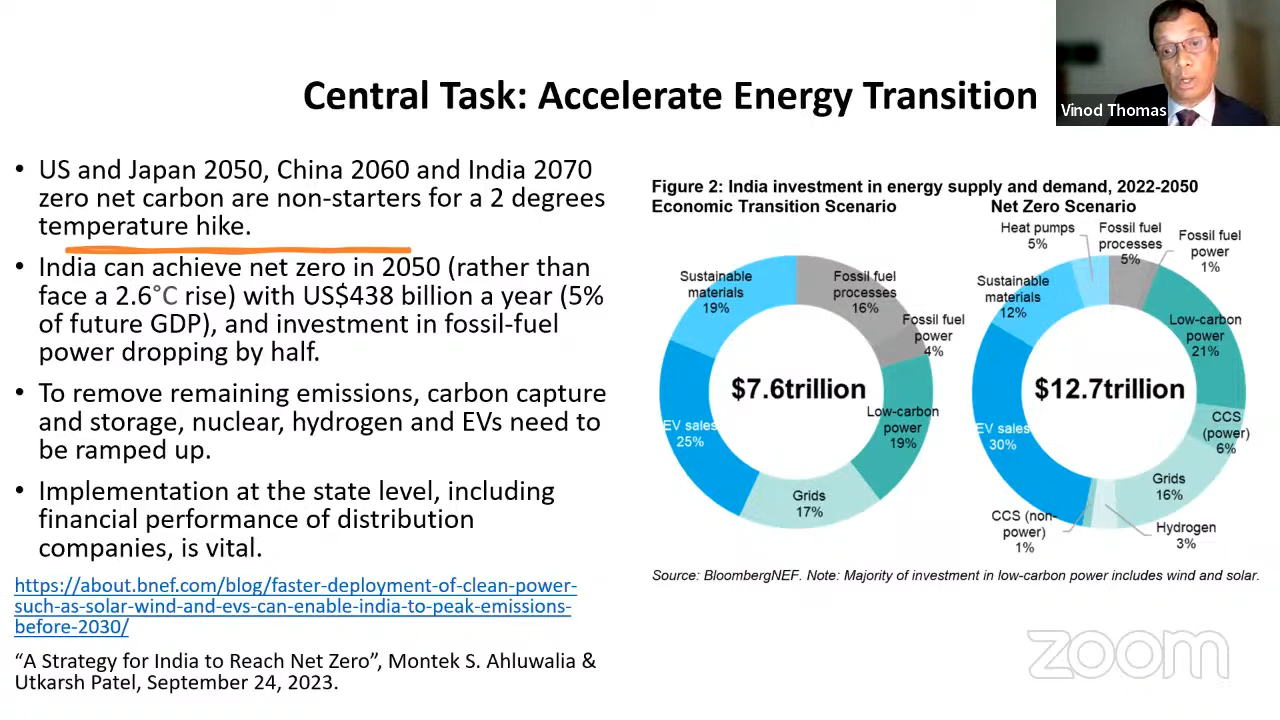 Central Task: Accelerate Energy Transition
Vinod Thomas
• US and Japan 2050, China 2060 and India 2070
zero net carbon are non-starters for a 2 degrees
temperature hike.
• India can achieve net zero in 2050 (rather than
face a 2.6°C rise) with US$438 billion a year (5%
of future GDP), and investment in fossil-fuel
power dropping by half.
• To remove remaining emissions, carbon capture
and storage, nuclear, hydrogen and EVs need to
be ramped up.
• Implementation at the state level, including
financial performance of distribution
companies, is vital.
https://about.bnef.com/blog/faster-deployment-of-clean-power-
such-as-solar-wind-and-evs-can-enable-india-to-peak-emissions-
before-2030/
“A Strategy for India to Reach Net Zero”, Montek S. Ahluwalia &
Utkarsh Patel, September 24, 2023.
Figure 2: India investment in energy supply and demand, 2022-2050
Economic Transition Scenario
Sustainable
materials
19%
Fossil fuel
processes
16%
Fossil fuel
power
4%
$7.6trillion
Low-carbon
power
19%
EV sales
25%
Grids
17%
Net Zero Scenario
Heat pumps
5%
Fossil fuel
processes
5%
Fossil fuel
power
1%
Sustainable
materials
12%
Low-carbon
power
21%
$12.7trillion
EV sales
30%
CCS
(power)
6%
Grids
16%
CCS (non-
power)
1%
Hydrogen
3%
Source: BloombergNEF. Note: Majority of investment in low-carbon power includes wind and solar.
zoom